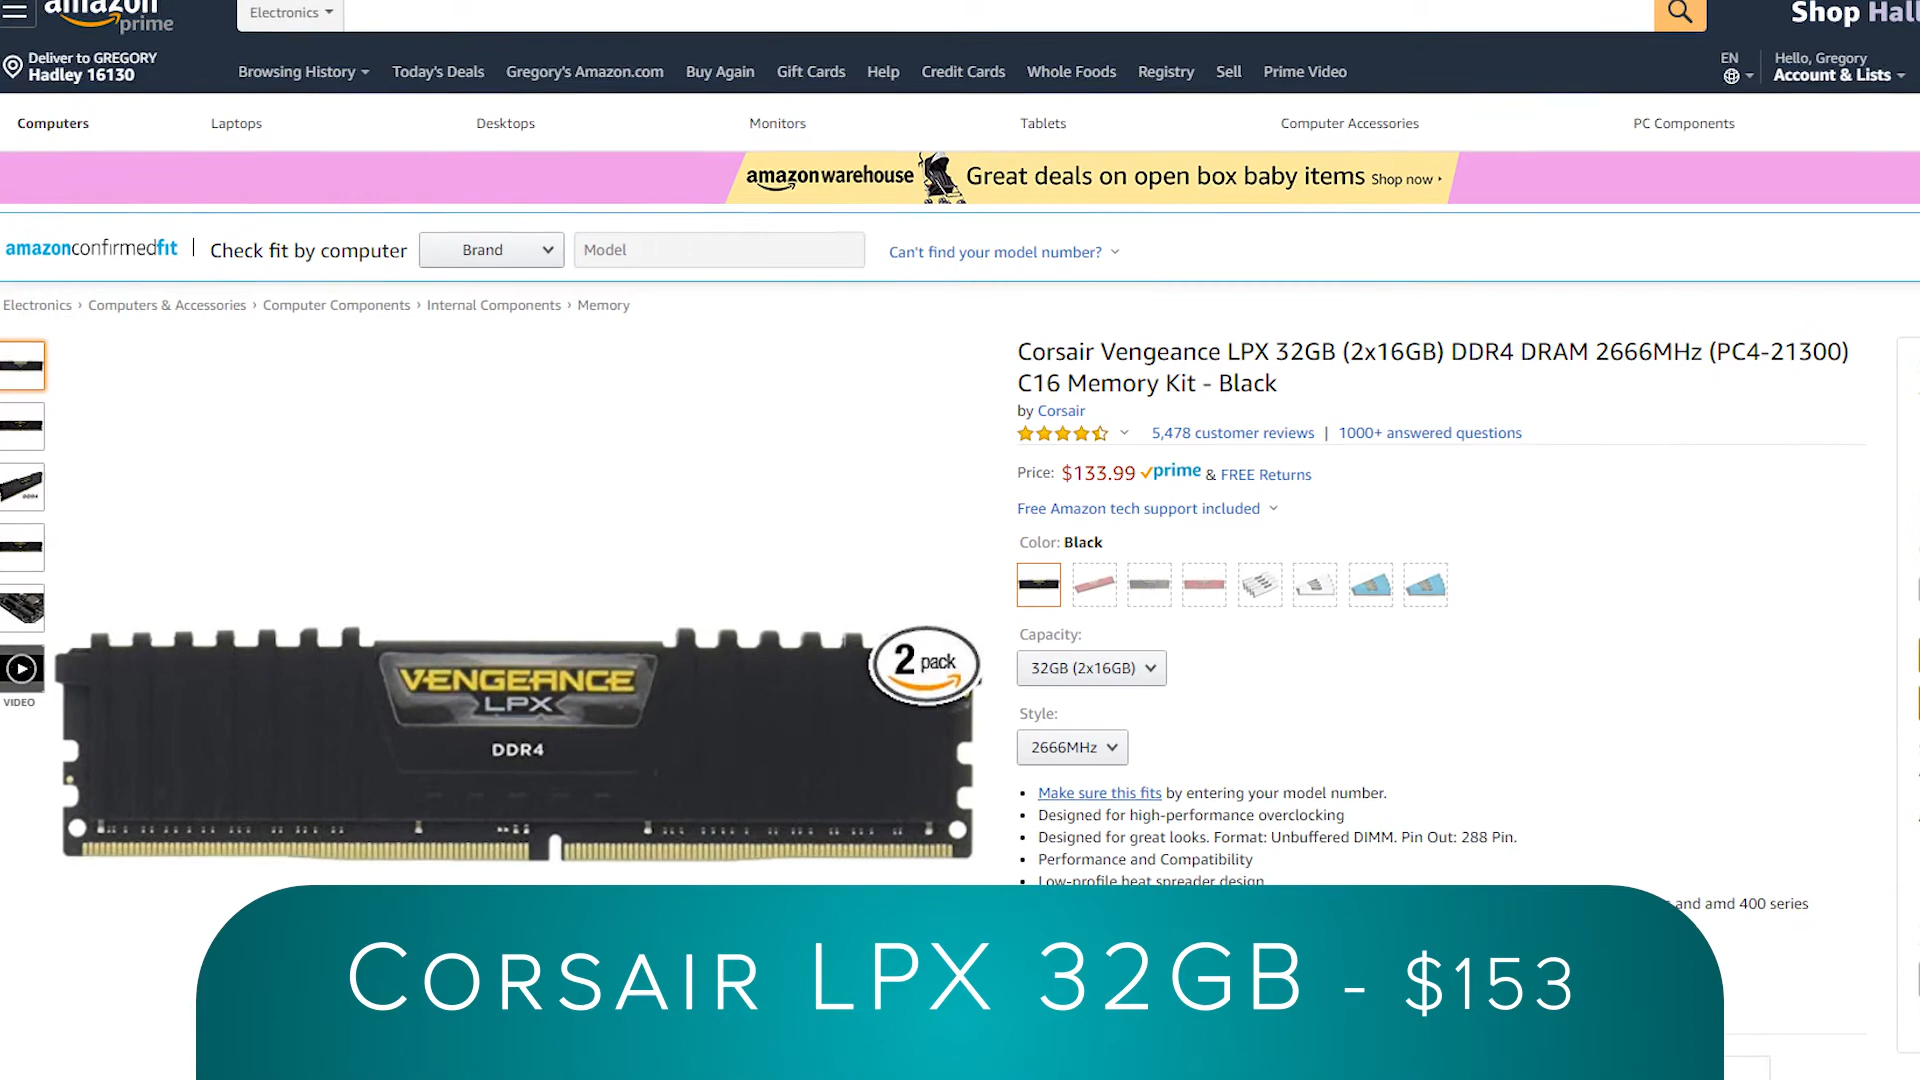 amazon
prime
Electronics
Shop Hall
Deliver to GREGORY
Hadley 16130
Browsing History
Today's Deals
Gregory's Amazon.com
Buy Again
Gift Cards
Help
Credit Cards
Whole Foods
Registry
Sell
Prime Video
EN
Hello, Gregory
Account & Lists
Computers
Laptops
Desktops
Monitors
Tablets
Computer Accessories
PC Components
amazonwarehouse
Great deals on open box baby items Shop now
amazonconfirmedfit | Check fit by computer
Brand
Model
Can't find your model number?
Electronics › Computers & Accessories › Computer Components › Internal Components › Memory
Corsair Vengeance LPX 32GB (2x16GB) DDR4 DRAM 2666MHz (PC4-21300)
C16 Memory Kit - Black
by Corsair
5,478 customer reviews | 1000+ answered questions
Price: $133.99 prime & FREE Returns
Free Amazon tech support included
Color: Black
Capacity:
32GB (2x16GB)
Style:
2666MHz
• Make sure this fits by entering your model number.
• Designed for high-performance overclocking
• Designed for great looks. Format: Unbuffered DIMM. Pin Out: 288 Pin.
• Performance and Compatibility
• Low-profile heat spreader design
and amd 400 series
VIDEO
VENGEANCE
LPX
DDR4
2 pack
CORSAIR LPX 32GB - $153